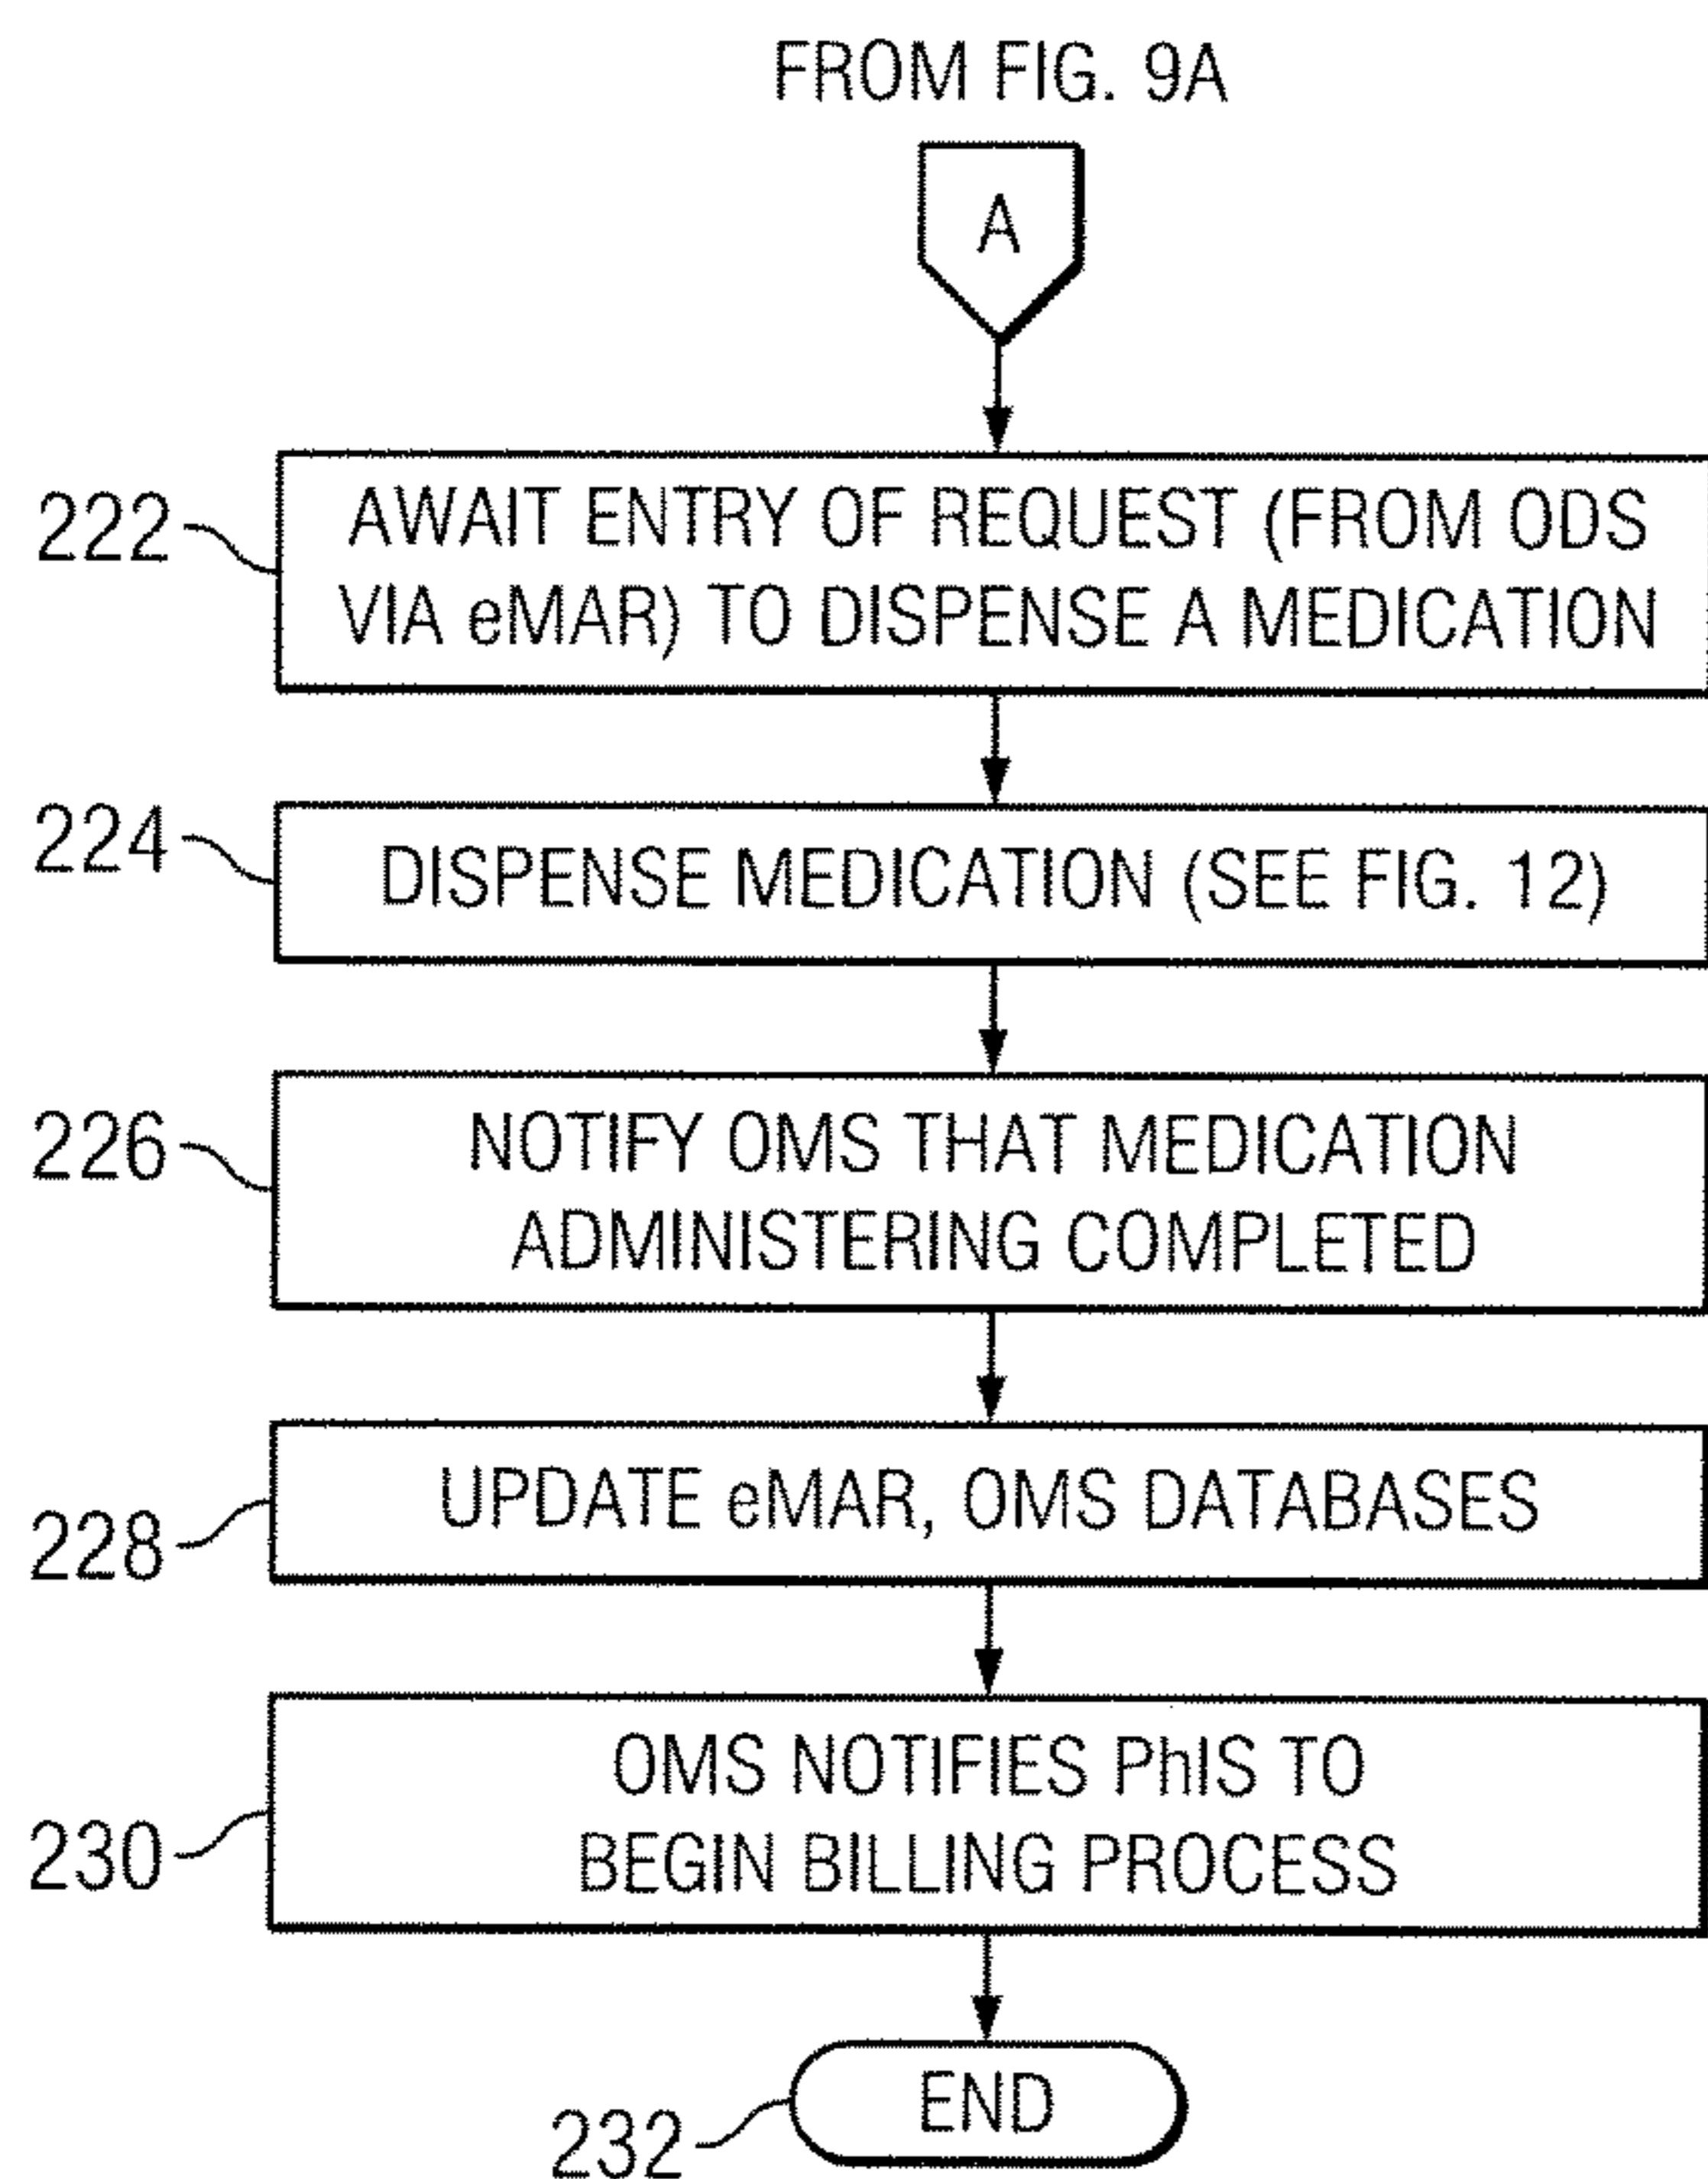 FROM FIG. 9A
A
222
AWAIT ENTRY OF REQUEST (FROM ODS
VIA eMAR) TO DISPENSE A MEDICATION
224
DISPENSE MEDICATION (SEE FIG. 12)
226
NOTIFY OMS THAT MEDICATION
ADMINISTERING COMPLETED
228
UPDATE eMAR, OMS DATABASES
230
OMS NOTIFIES PhIS TO
BEGIN BILLING PROCESS
232
END